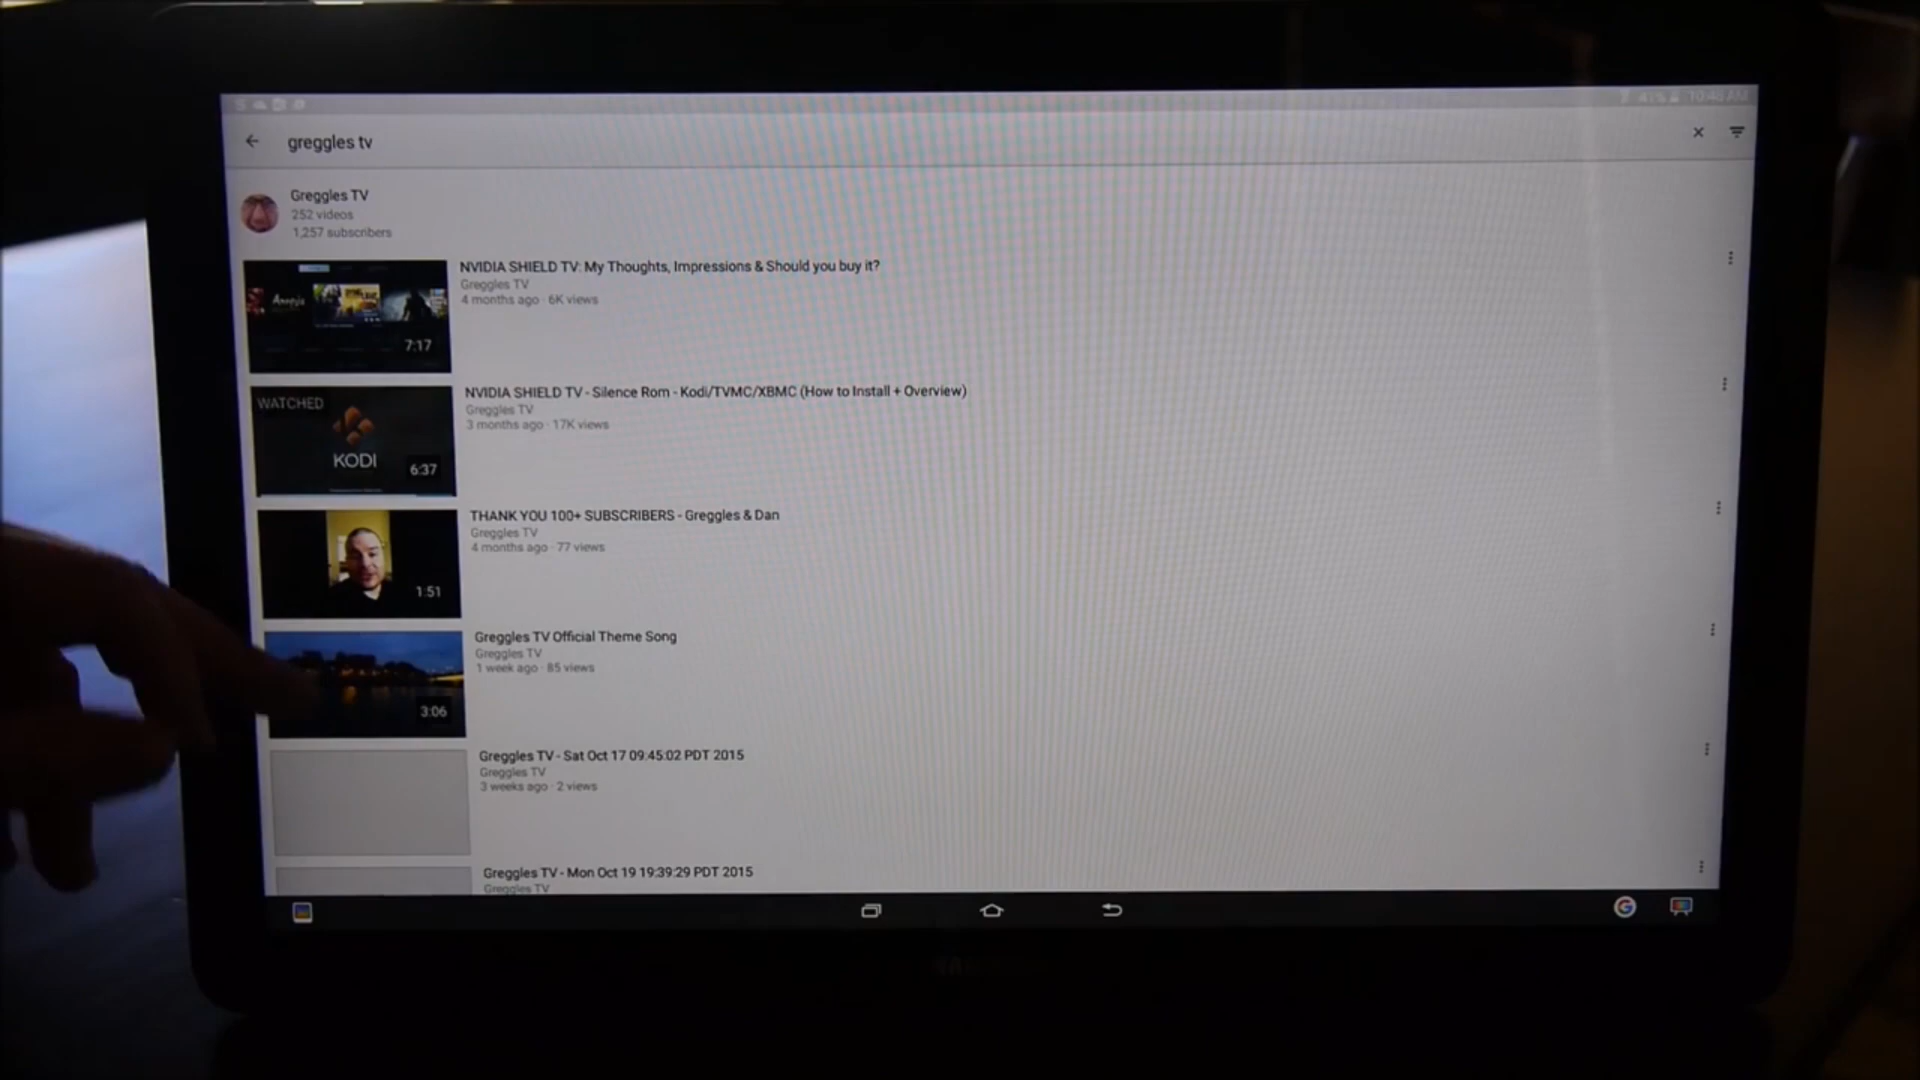 10:46 AM
greggles tv
Greggles TV
252 videos
1,257 subscribers
NVIDIA SHIELD TV: My Thoughts, Impressions & Should you buy it?
Greggles TV
4 months ago · 6K views
7:17
NVIDIA SHIELD TV - Silence Rom - Kodi/TVMC/XBMC (How to Install + Overview)
Greggles TV
3 months ago · 17K views
WATCHED
KODI
6:37
THANK YOU 100+ SUBSCRIBERS - Greggles & Dan
Greggles TV
4 months ago · 77 views
1:51
Greggles TV Official Theme Song
Greggles TV
1 week ago · 85 views
3:06
Greggles TV - Sat Oct 17 09:45:02 PDT 2015
Greggles TV
3 weeks ago · 2 views
Greggles TV - Mon Oct 19 19:39:29 PDT 2015
Greggles TV